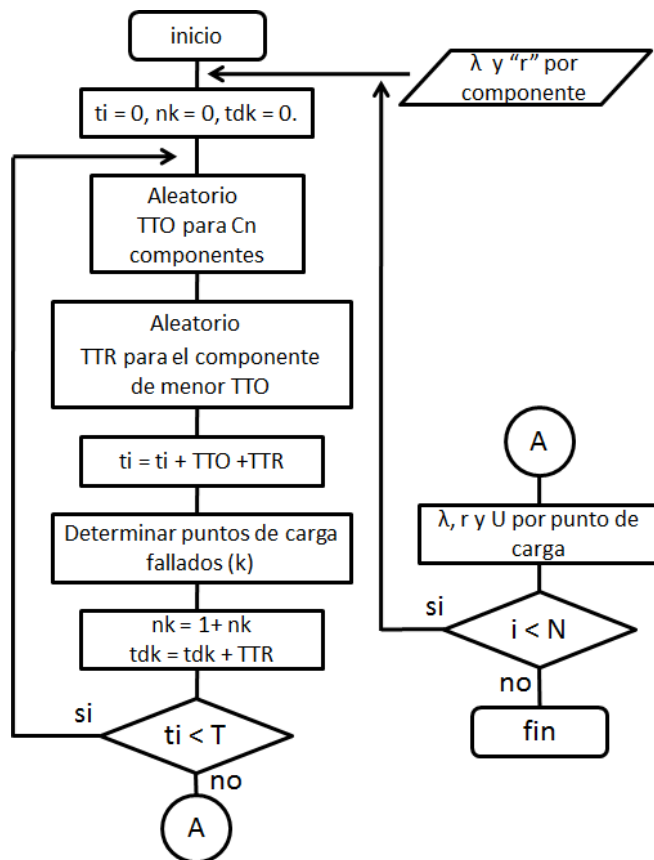 inicio
λ y “r” por
componente
ti = 0, nk = 0, tdk = 0.
Aleatorio
TTO para Cn
componentes
Aleatorio
TTR para el componente
de menor TTO
ti = ti + TTO +TTR
Determinar puntos de carga
fallados (k)
nk = 1+ nk
tdk = tdk + TTR
si
ti < T
no
A
A
λ, r y U por punto de
carga
si
i < N
no
fin